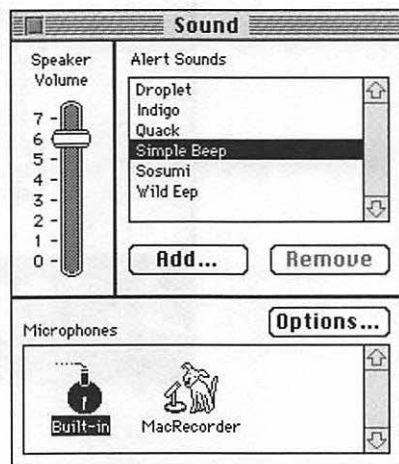 Sound
Speaker
Volume
7
6
5
4
3
2
1
0
Alert Sounds
Droplet
Indigo
Quack
Simple Beep
Sosumi
Wild Eep
Add...
Remove
Microphones
Options...
Built-in
MacRecorder